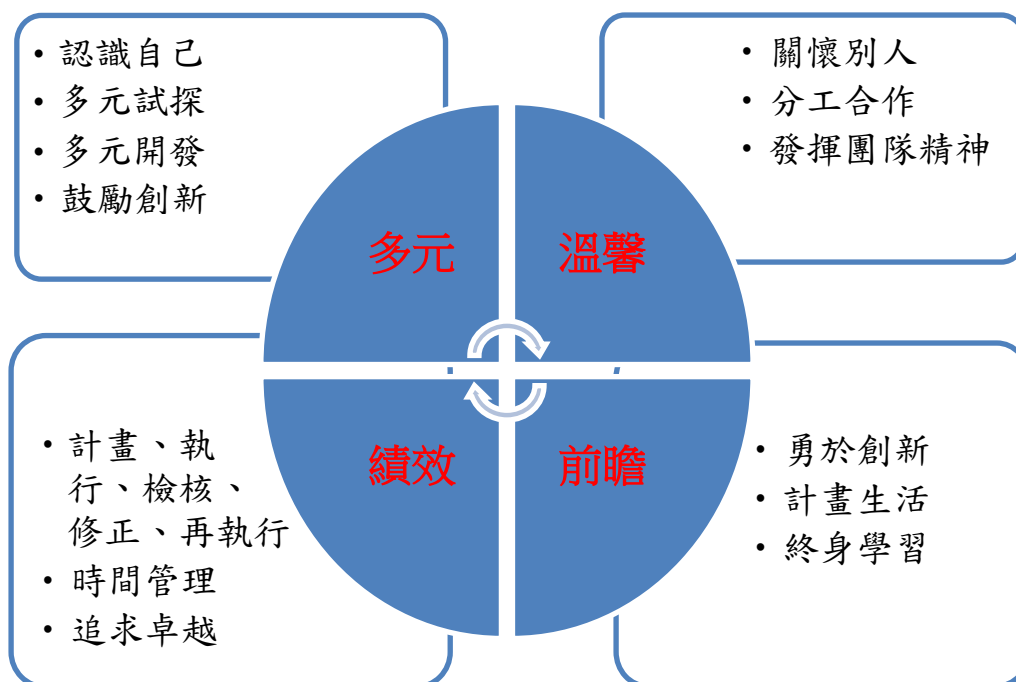 • 認識自己
• 多元試探
• 多元開發
• 鼓勵創新
• 關懷別人
• 分工合作
• 發揮團隊精神
多元
溫馨
績效
前瞻
• 計畫、執
行、檢核、
修正、再執行
• 時間管理
• 追求卓越
• 勇於創新
• 計畫生活
• 終身學習